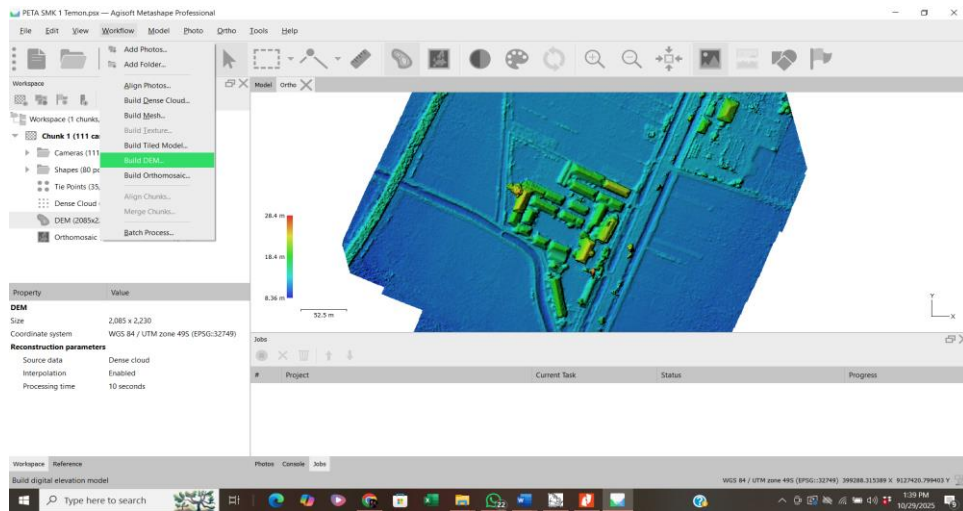 PETA SMK 1 Temon.psx — Agisoft Metashape Professional
File Edit View Workflow Model Photo Ortho Tools Help
Add Photos...
Add Folder...
Align Photos...
Build Dense Cloud...
Build Mesh...
Build Texture...
Build Tiled Model...
Build DEM...
Build Orthomosaic...
Align Chunks...
Merge Chunks...
Batch Process...
Workspace
Workspace (1 chunks,
Chunk 1 (111 ca
Cameras (111
Shapes (80 po
Tie Points (35,
Dense Cloud
DEM (2085x2
Orthomosaic
Model Ortho
28.4 m
18.4 m
8.36 m
52.5 m
Y
X
Property Value
DEM
Size 2,085 x 2,230
Coordinate system WGS 84 / UTM zone 49S (EPSG:32749)
Reconstruction parameters
Source data Dense cloud
Interpolation Enabled
Processing time 10 seconds
Jobs
# Project Current Task Status Progress
Workspace Reference
Photos Console Jobs
Build digital elevation model
WGS 84 / UTM zone 49S (EPSG::32749) 399288.315389 X 9127420.799403 Y
Type here to search
22
1:39 PM
10/29/2025